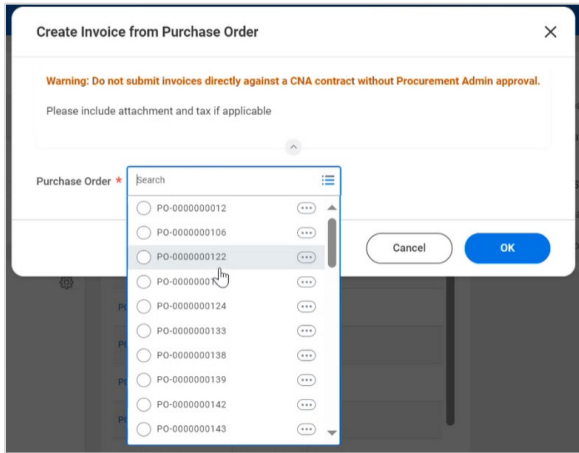 Create Invoice from Purchase Order
Warning: Do not submit invoices directly against a CNA contract without Procurement Admin approval.
Please include attachment and tax if applicable
Purchase Order *
Search
PO-0000000012
PO-0000000106
PO-0000000122
PO-0000000124
PO-0000000133
PO-0000000138
PO-0000000139
PO-0000000142
PO-0000000143
Cancel
OK